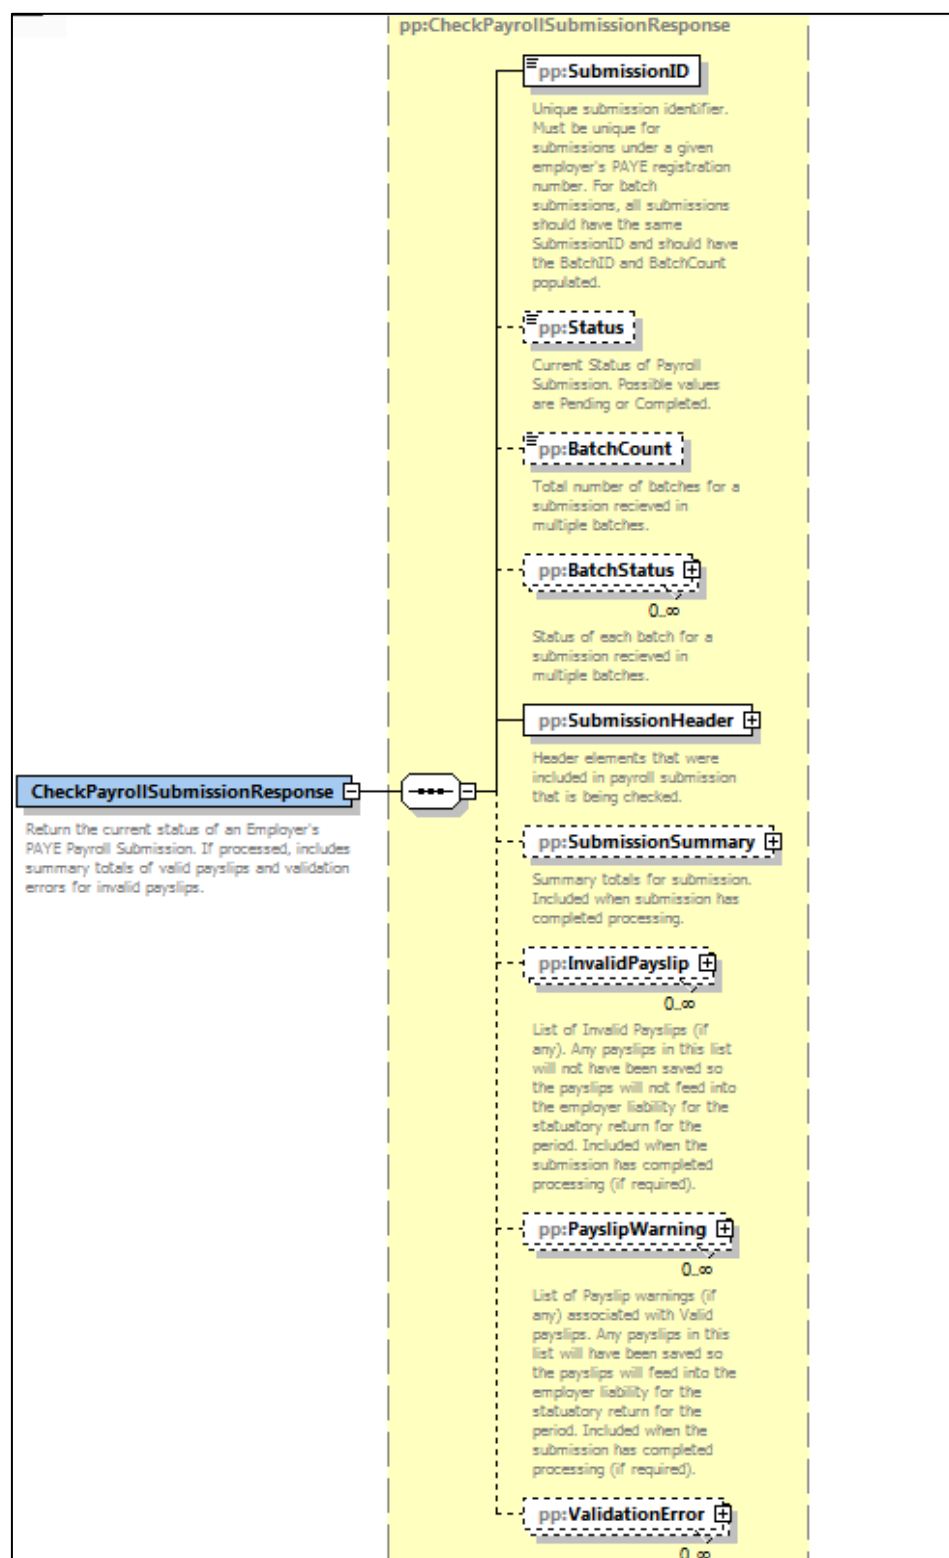 pp:CheckPayrollSubmissionResponse
pp:SubmissionID
Unique submission identifier.
Must be unique for
submissions under a given
employer's PAYE registration
number. For batch
submissions, all submissions
should have the same
SubmissionID and should have
the BatchID and BatchCount
populated.
pp:Status
Current Status of Payroll
Submission. Possible values
are Pending or Completed.
pp:BatchCount
Total number of batches for a
submission recieved in
multiple batches.
pp:BatchStatus
0..∞
Status of each batch for a
submission recieved in
multiple batches.
pp:SubmissionHeader
Header elements that were
included in payroll submission
that is being checked.
CheckPayrollSubmissionResponse
Return the current status of an Employer's
PAYE Payroll Submission. If processed, includes
summary totals of valid payslips and validation
errors for invalid payslips.
pp:SubmissionSummary
Summary totals for submission.
Included when submission has
completed processing.
pp:InvalidPayslip
0..∞
List of Invalid Payslips (if
any). Any payslips in this list
will not have been saved so
the payslips will not feed into
the employer liability for the
statuatory return for the
period. Included when the
submission has completed
processing (if required).
pp:PayslipWarning
0..∞
List of Payslip warnings (if
any) associated with Valid
payslips. Any payslips in this
list will have been saved so
the payslips will feed into the
employer liability for the
statuatory return for the
period. Included when the
submission has completed
processing (if required).
pp:ValidationError
0..∞